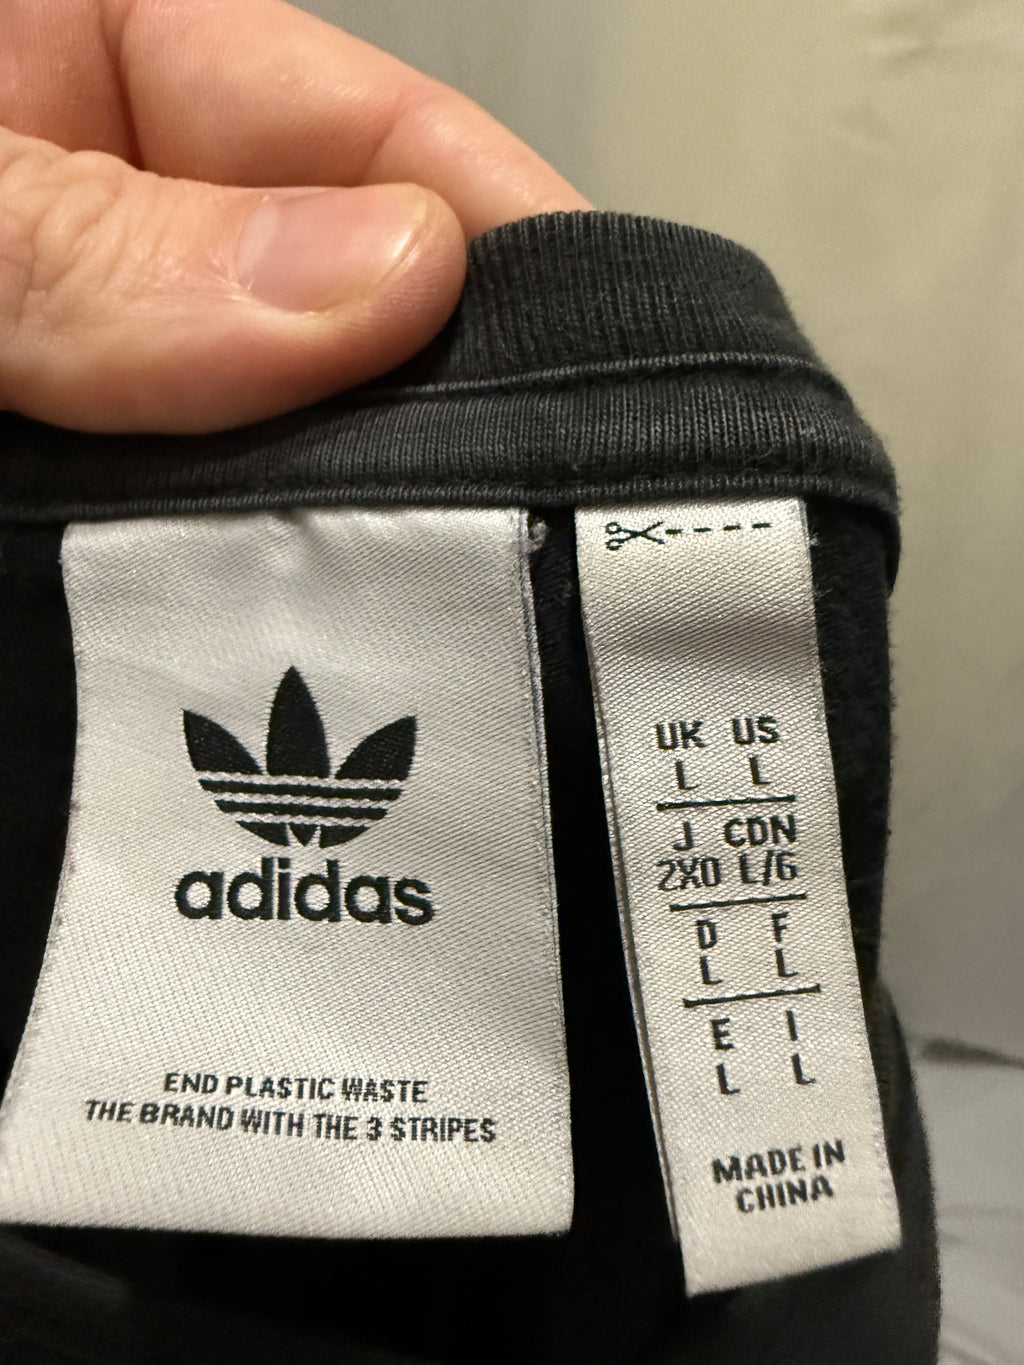 adidas
END PLASTIC WASTE
THE BRAND WITH THE 3 STRIPES
UK US
L L
J CDN
2XO L/G
D F
L L
E I
L L
MADE IN
CHINA